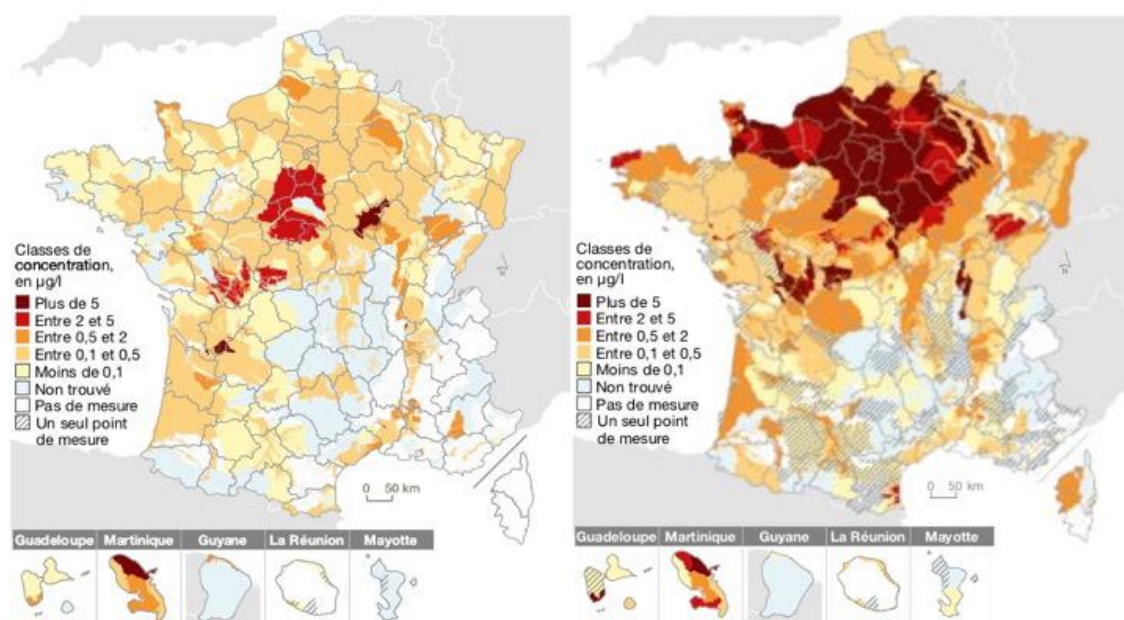 Classes de
concentration,
en µg/l
Plus de 5
Entre 2 et 5
Entre 0,5 et 2
Entre 0,1 et 0,5
Moins de 0,1
Non trouvé
Pas de mesure
Un seul point
de mesure
N
0 50 km
Guadeloupe Martinique Guyane La Réunion Mayotte
Classes de
concentration,
en µg/l
Plus de 5
Entre 2 et 5
Entre 0,5 et 2
Entre 0,1 et 0,5
Moins de 0,1
Non trouvé
Pas de mesure
Un seul point
de mesure
N
0 50 km
Guadeloupe Martinique Guyane La Réunion Mayotte